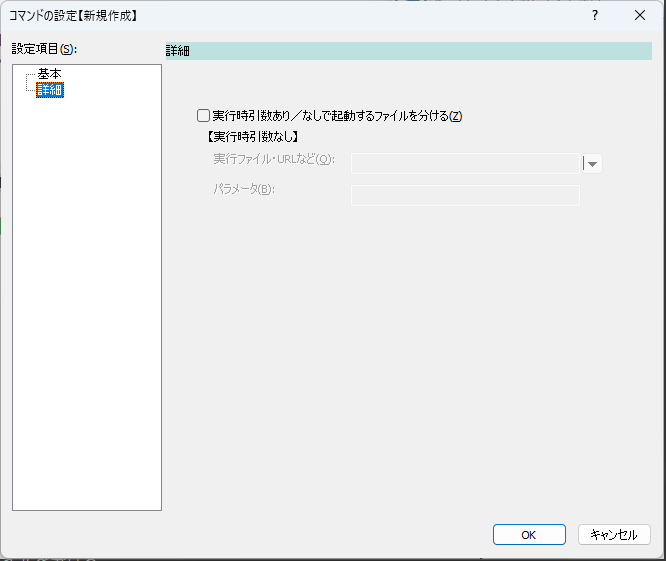 コマンドの設定【新規作成】
設定項目(S):
基本
詳細
詳細
実行時引数あり／なしで起動するファイルを分ける(Z)
【実行時引数なし】
実行ファイル・URLなど(Q):
パラメータ(B):
OK
キャンセル